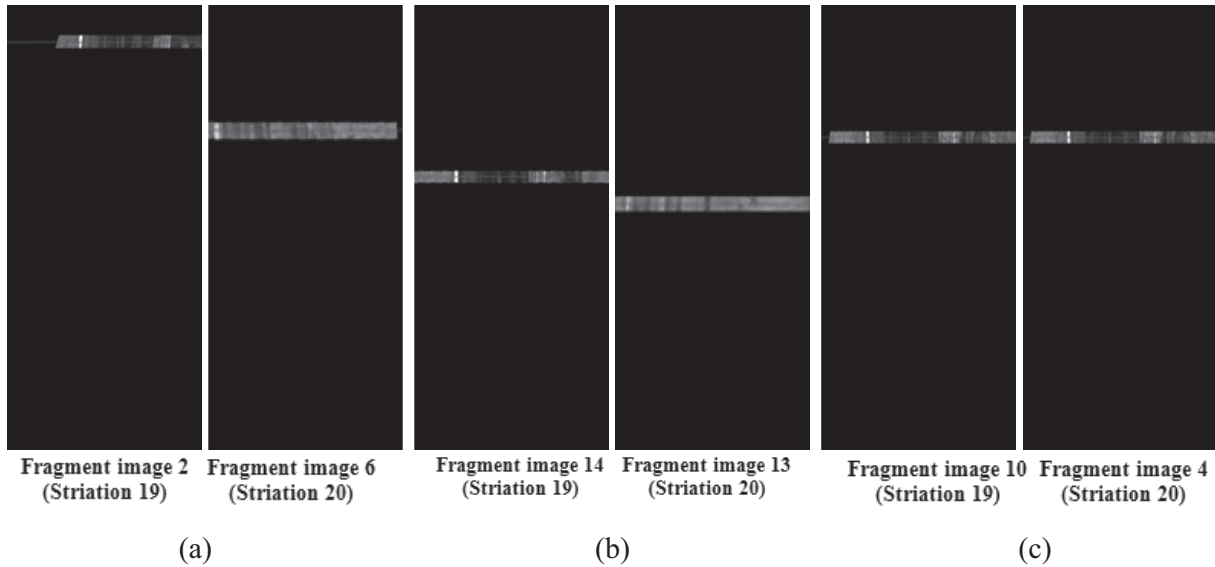 Fragment image 2
(Striation 19)
Fragment image 6
(Striation 20)
Fragment image 14
(Striation 19)
Fragment image 13
(Striation 20)
Fragment image 10
(Striation 19)
Fragment image 4
(Striation 20)
(a)
(b)
(c)